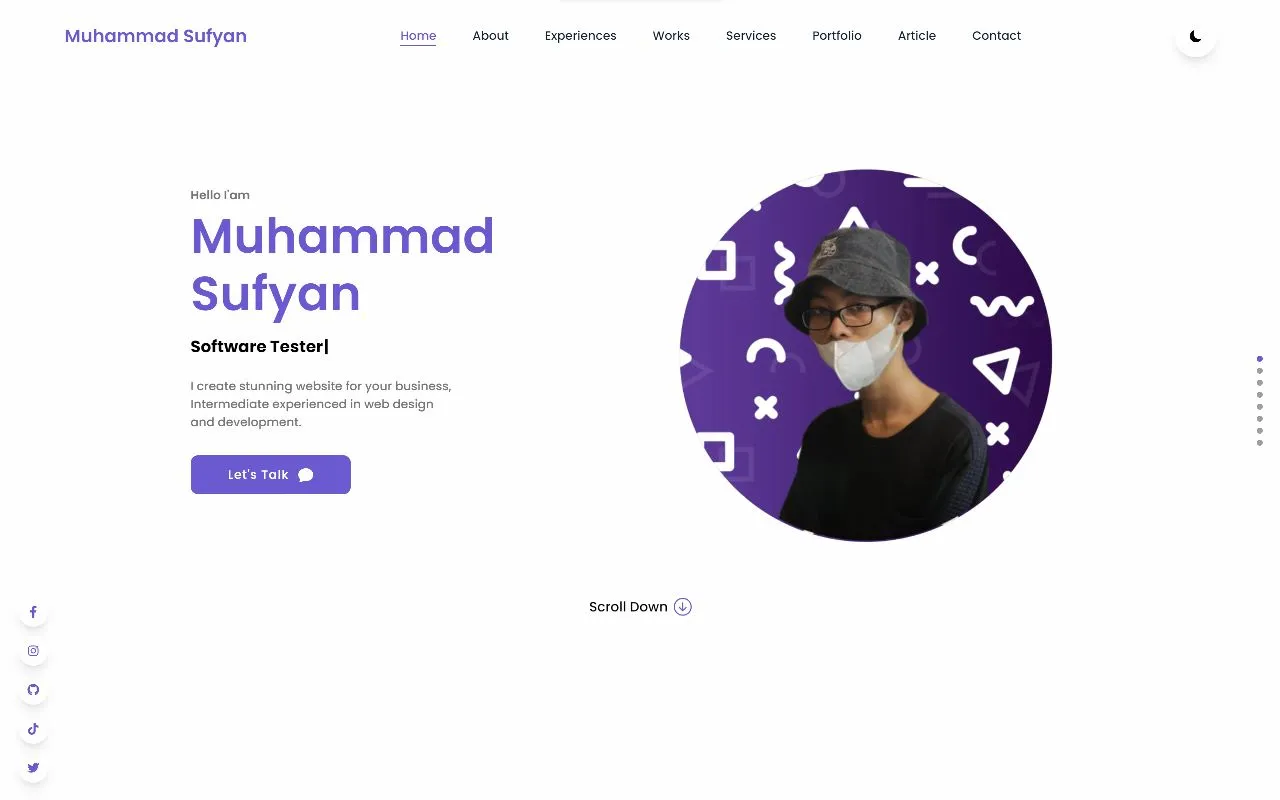 Muhammad Sufyan
Home
About
Experiences
Works
Services
Portfolio
Article
Contact
Hello I'am
Muhammad
Sufyan
Software Tester|
I create stunning website for your business,
Intermediate experienced in web design
and development.
Let's Talk
Scroll Down